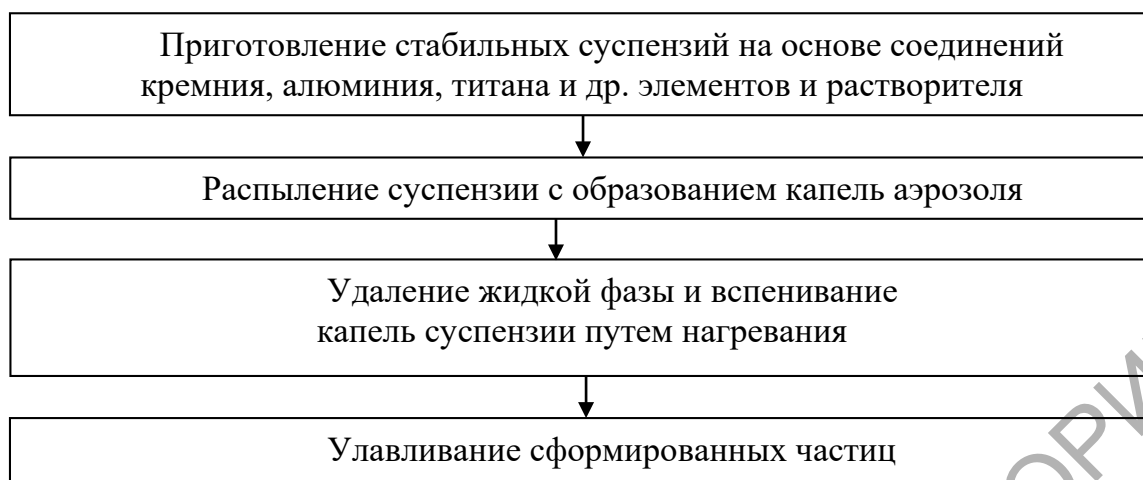 Приготовление стабильных суспензий на основе соединений
кремния, алюминия, титана и др. элементов и растворителя
Распыление суспензии с образованием капель аэрозоля
Удаление жидкой фазы и вспенивание
капель суспензии путем нагревания
Улавливание сформированных частиц